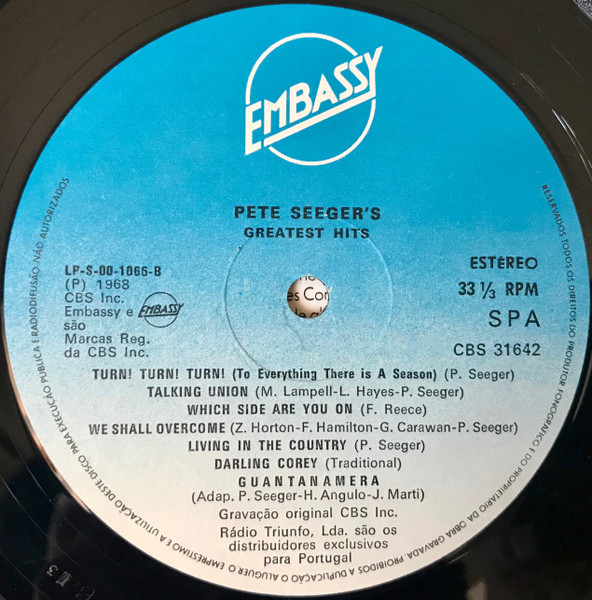 EMBASSY
PETE SEEGER'S
GREATEST HITS
LP-S-00-1066-B
(P) 1968
CBS Inc.
Embassy e EMBASSY
são
Marcas Reg.
da CBS Inc.
ESTÉREO
33 1/3 RPM
SPA
CBS 31642
es Cor
TURN! TURN! TURN! (To Everything There is A Season) (P. Seeger)
TALKING UNION (M. Lampell-L. Hayes-P. Seeger)
WHICH SIDE ARE YOU ON (F. Reece)
WE SHALL OVERCOME (Z. Horton-F. Hamilton-G. Carawan-P. Seeger)
LIVING IN THE COUNTRY (P. Seeger)
DARLING COREY (Traditional)
GUANTANAMERA
(Adap. P. Seeger-H. Angulo-J. Marti)
Gravação original CBS Inc.
Rádio Triunfo, Lda. são os
distribuidores exclusivos
para Portugal
RESERVADOS TODOS OS DIREITOS DO PRODUTOR FONOGRÁFICO E DO PROPRIETÁRIO DA OBRA GRAVADA. PROIBIDOS A DUPLICAÇÃO O ALUGUER O EMPRÉSTIMO E A UTILIZAÇÃO DESTE DISCO PARA EXECUÇÃO PÚBLICA E RADIODIFUSÃO NÃO AUTORIZADOS